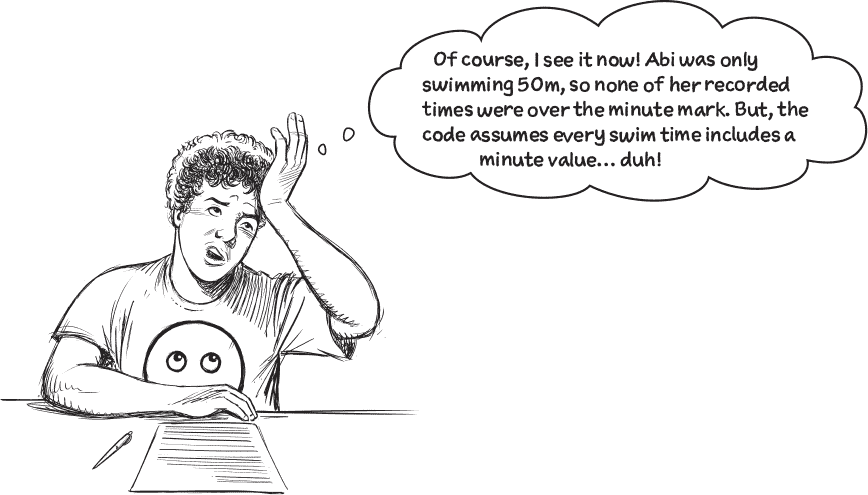 Of course, I see it now! Abi was only
swimming 50m, so none of her recorded
times were over the minute mark. But, the
code assumes every swim time includes a
minute value... duh!